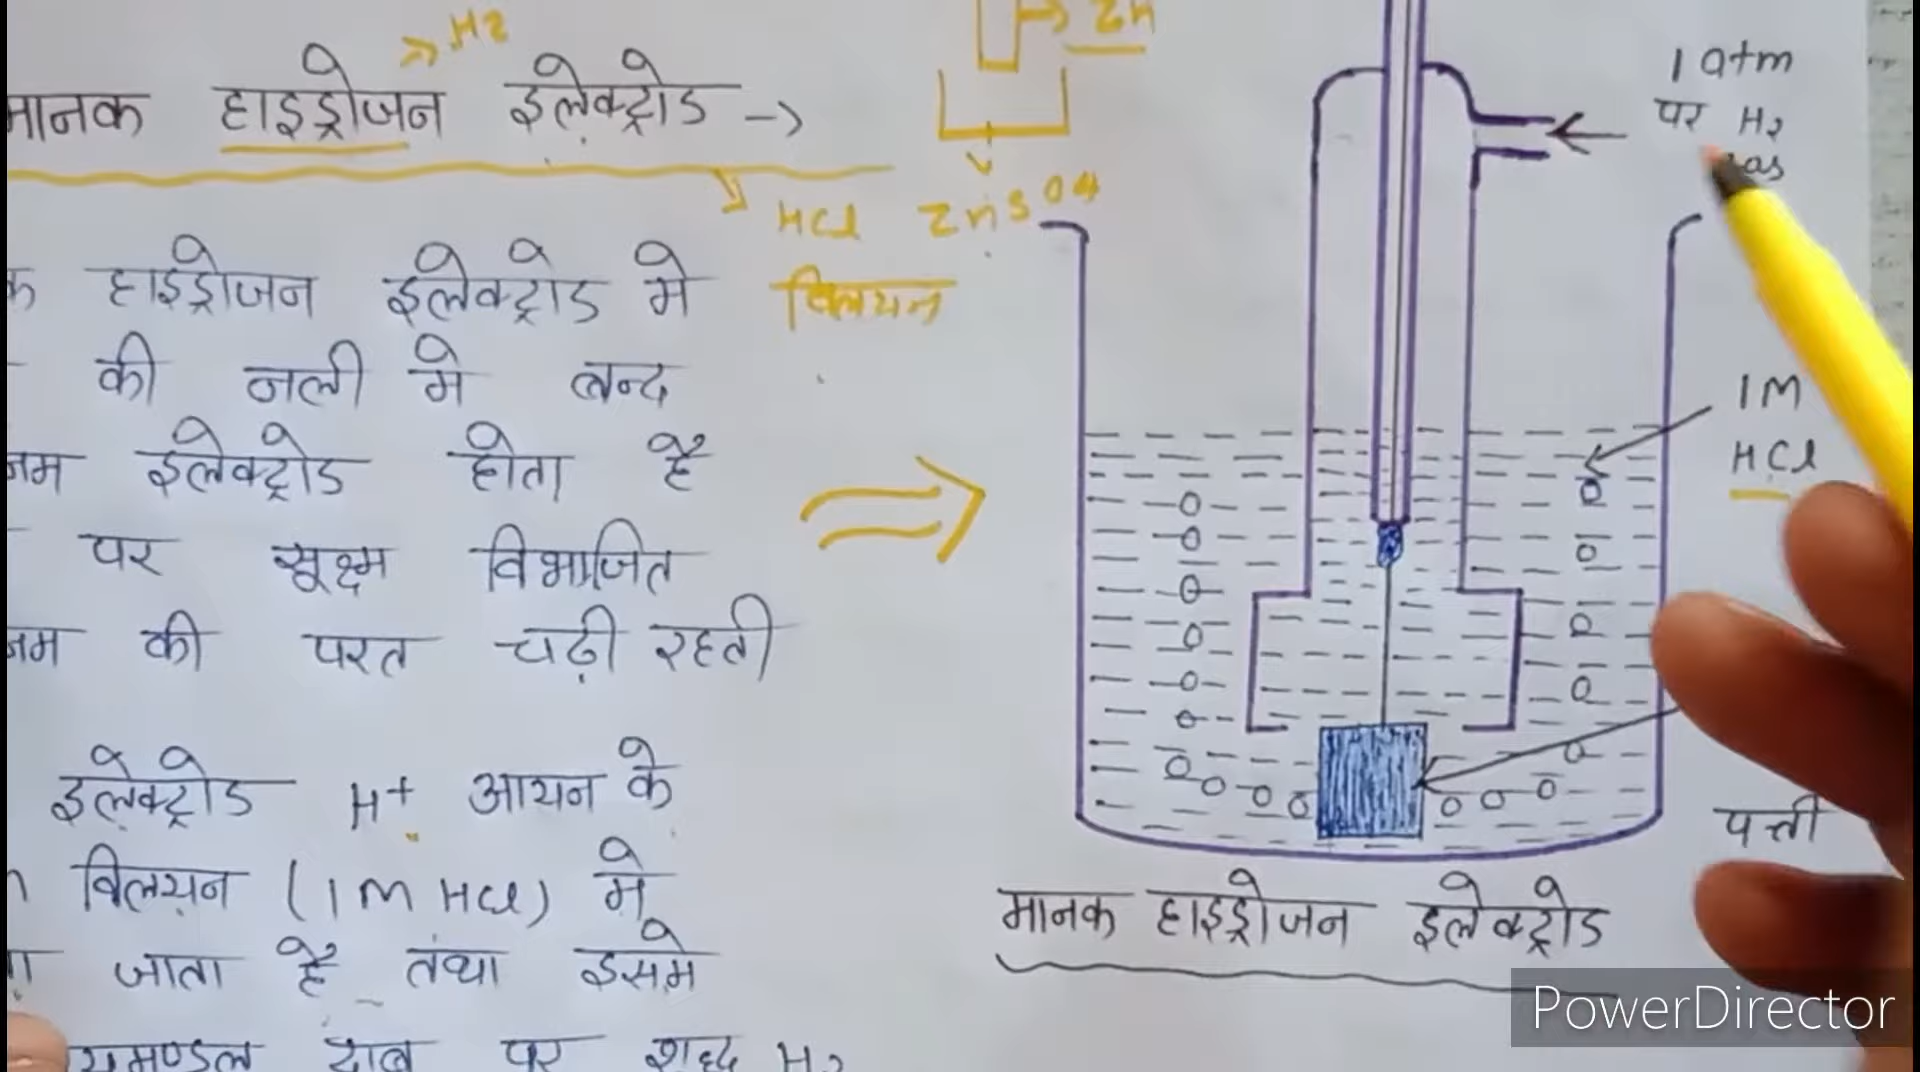 H2
Zn
मानक हाइड्रोजन इलेक्ट्रोड →
HCl ZnSO4
विलयन
हाइड्रोजन इलेक्ट्रोड मे
की नली मे बन्द
इलेक्ट्रोड होता है
पर सूक्ष्म विभाजित
की परत चढ़ी रहती
इलेक्ट्रोड H+ आयन के
विलयन (1M HCl) मे
जाता है तथा इसमे
दाब पर शुद्ध H2
1 atm
पर H2
1M
HCl
पत्ती
मानक हाइड्रोजन इलेक्ट्रोड
PowerDirector